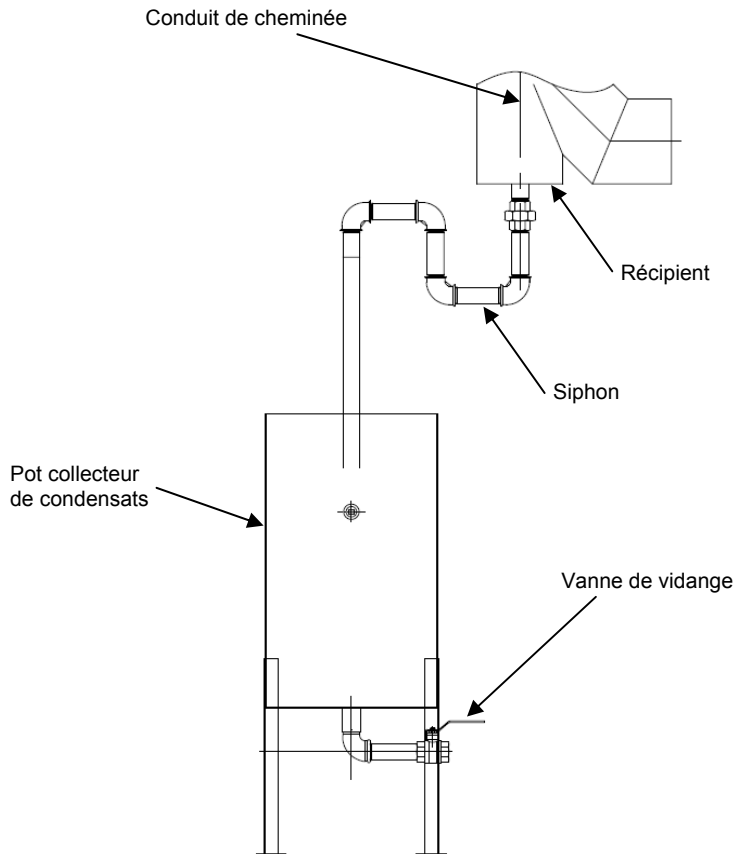 Conduit de cheminée
Récipient
Siphon
Pot collecteur
de condensats
Vanne de vidange